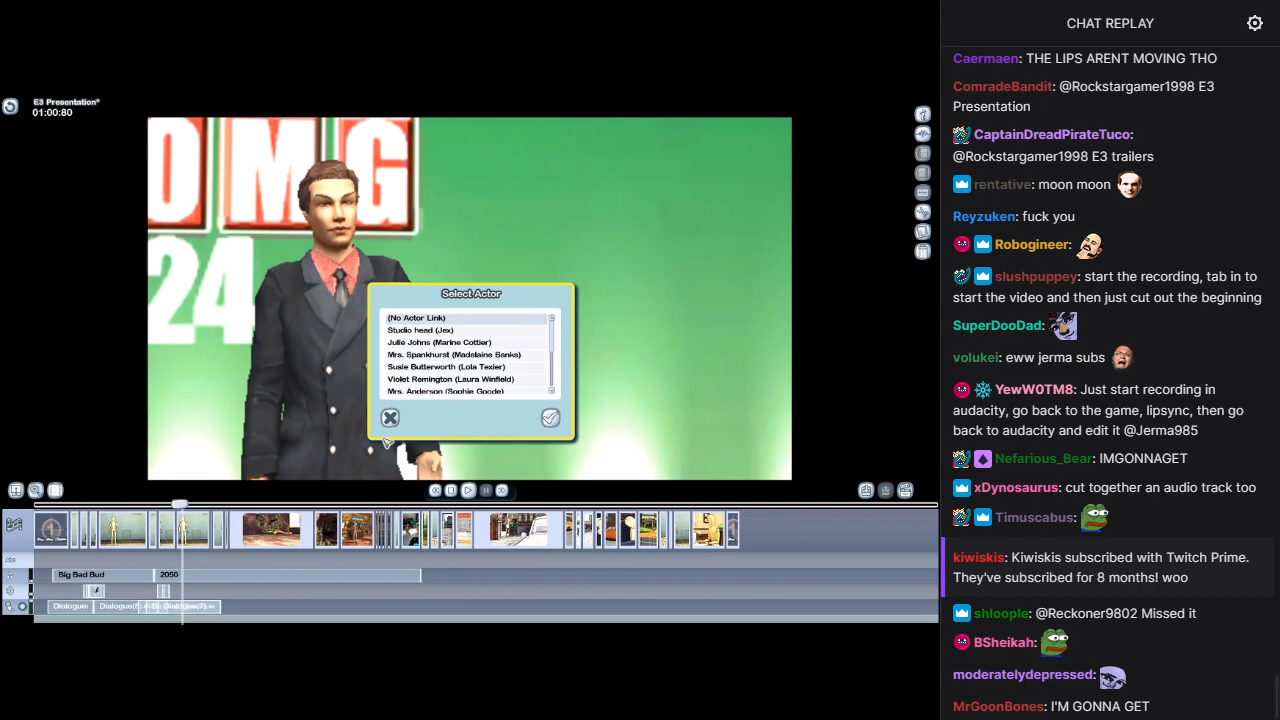 E3 Presentation*
01:00:80
OMG
24
Select Actor
(No Actor Link)
Studio head (Jex)
Julie Johns (Marine Cottier)
Mrs. Spankhurst (Madelaine Banks)
Susie Butterworth (Lola Texier)
Violet Remington (Laura Winfield)
Mrs. Anderson (Sophie Goode)
Big Bad Bud
2050
Dialogue(
Dialogue(6)
Dialogue(7).w
CHAT REPLAY
Caermaen: THE LIPS ARENT MOVING THO
ComradeBandit: @Rockstargamer1998 E3
Presentation
CaptainDreadPirateTuco:
@Rockstargamer1998 E3 trailers
rentative: moon moon
Reyzuken: fuck you
Robogineer:
slushpuppey: start the recording, tab in to
start the video and then just cut out the beginning
SuperDooDad:
volukei: eww jerma subs
YewW0TM8: Just start recording in
audacity, go back to the game, lipsync, then go
back to audacity and edit it @Jerma985
Nefarious_Bear: IMGONNAGET
xDynosaurus: cut together an audio track too
Timuscabus:
kiwiskis: Kiwiskis subscribed with Twitch Prime.
They've subscribed for 8 months! woo
shloople: @Reckoner9802 Missed it
BSheikah:
moderatelydepressed:
MrGoonBones: I'M GONNA GET